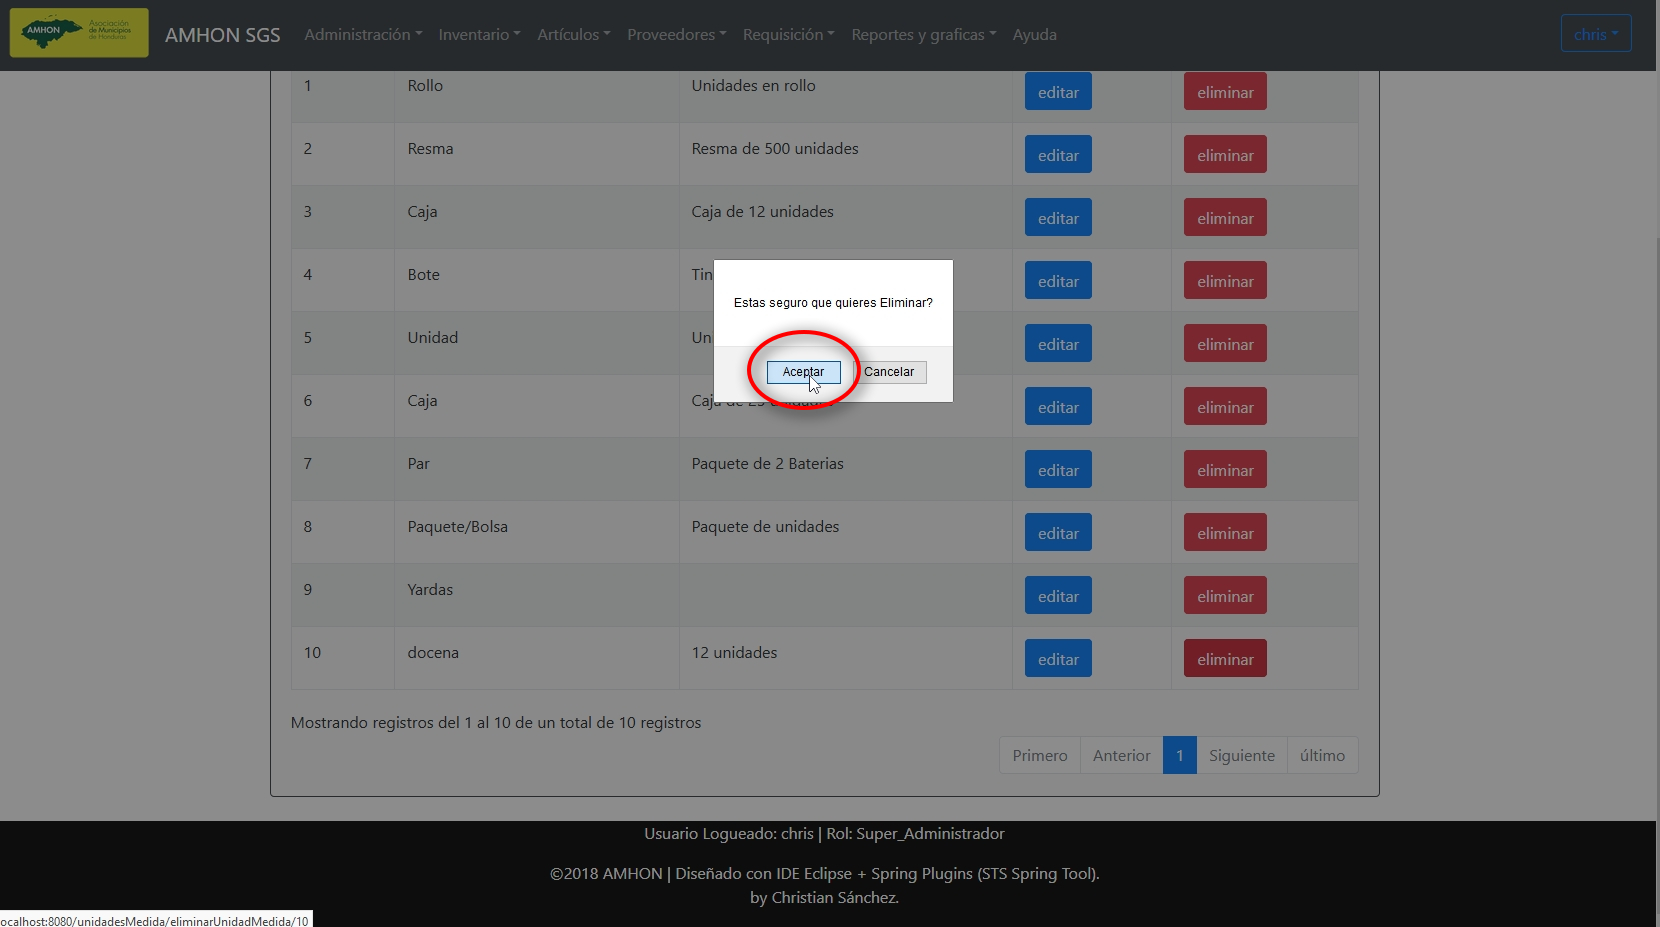 AMHON
Asociación
de Municipios
de Honduras
AMHON SGS
Administración
Inventario
Artículos
Proveedores
Requisición
Reportes y graficas
Ayuda
chris
1 Rollo Unidades en rollo editar eliminar
2 Resma Resma de 500 unidades editar eliminar
3 Caja Caja de 12 unidades editar eliminar
4 Bote Tin editar eliminar
5 Unidad Un editar eliminar
6 Caja Caja de 25 unidades editar eliminar
7 Par Paquete de 2 Baterias editar eliminar
8 Paquete/Bolsa Paquete de unidades editar eliminar
9 Yardas editar eliminar
10 docena 12 unidades editar eliminar
Estas seguro que quieres Eliminar?
Aceptar Cancelar
Mostrando registros del 1 al 10 de un total de 10 registros
Primero Anterior 1 Siguiente último
Usuario Logueado: chris | Rol: Super_Administrador
©2018 AMHON | Diseñado con IDE Eclipse + Spring Plugins (STS Spring Tool).
by Christian Sánchez.
ocalhost:8080/unidadesMedida/eliminarUnidadMedida/10